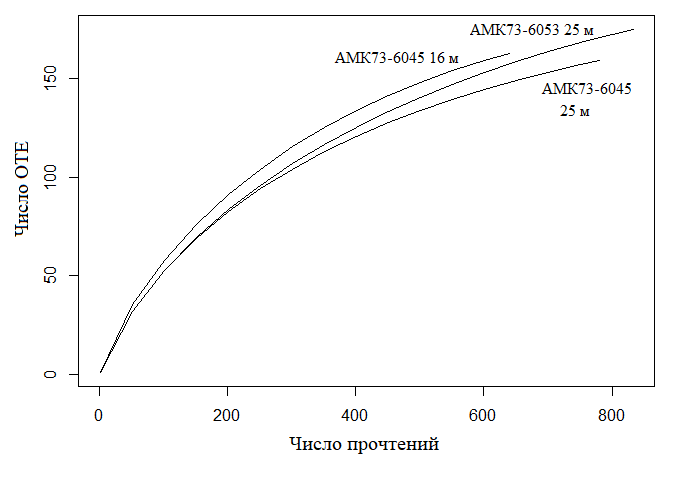 АМК73-6053 25 м
АМК73-6045 16 м
АМК73-6045
25 м
Число ОТЕ
150
100
50
0
0 200 400 600 800
Число прочтений